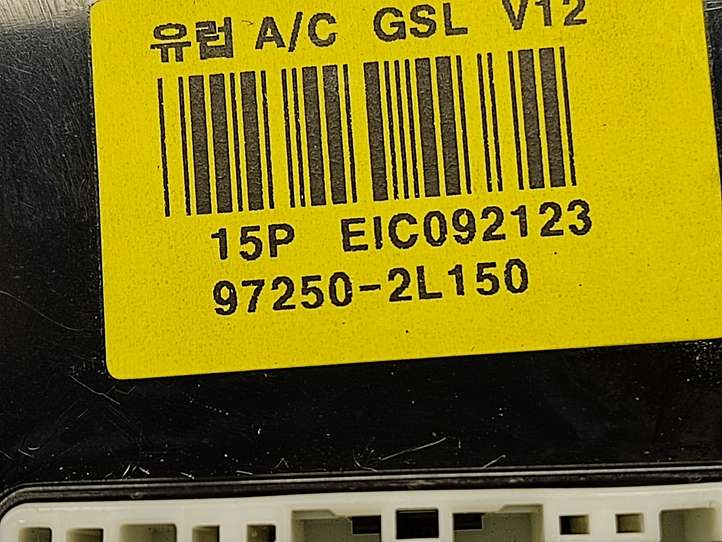 유럽 A/C GSL V12
15P EIC092123
97250-2L150